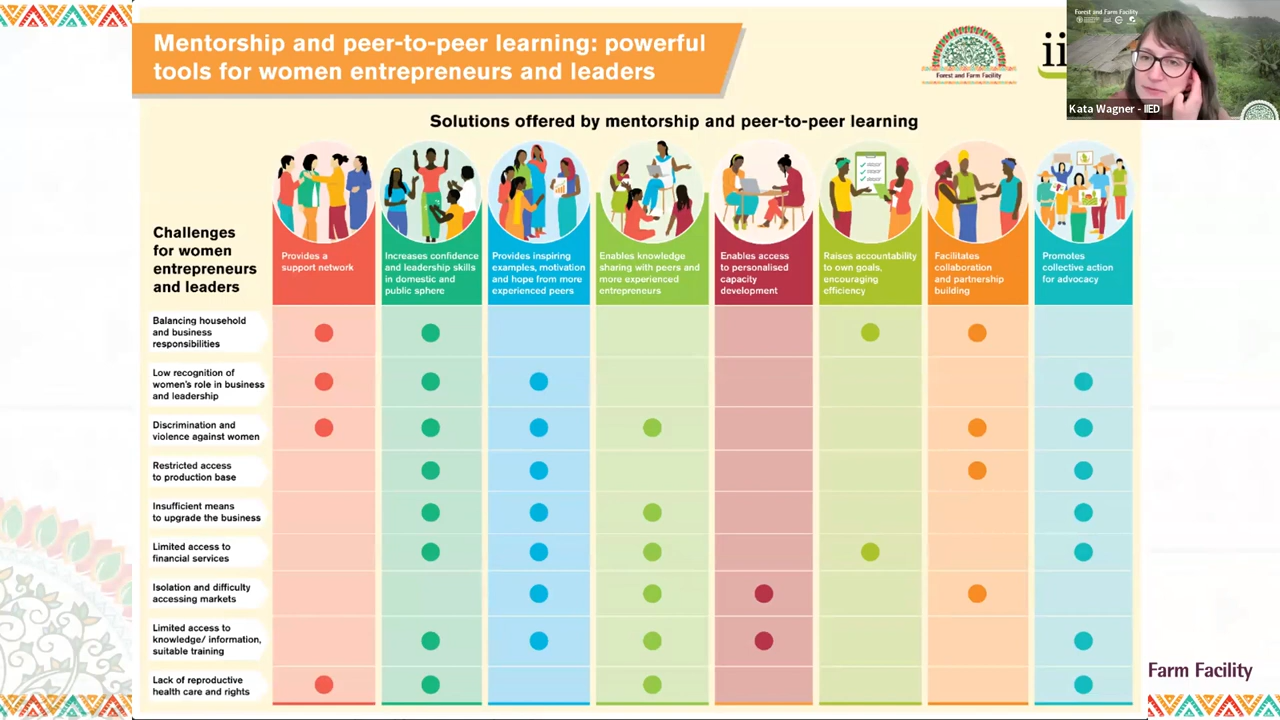 Mentorship and peer-to-peer learning: powerful
tools for women entrepreneurs and leaders
Forest and Farm Facility
Forest and Farm Facility
Kata Wagner - IIED
Solutions offered by mentorship and peer-to-peer learning
Challenges
for women
entrepreneurs
and leaders
Provides a
support network
Increases confidence
and leadership skills
in domestic and
public sphere
Provides inspiring
examples, motivation
and hope from more
experienced peers
Enables knowledge
sharing with peers and
more experienced
entrepreneurs
Enables access
to personalised
capacity
development
Raises accountability
to own goals,
encouraging
efficiency
Facilitates
collaboration
and partnership
building
Promotes
collective action
for advocacy
Balancing household
and business
responsibilities
Low recognition of
women's role in business
and leadership
Discrimination and
violence against women
Restricted access
to production base
Insufficient means
to upgrade the business
Limited access to
financial services
Isolation and difficulty
accessing markets
Limited access to
knowledge/ information,
suitable training
Lack of reproductive
health care and rights
Farm Facility